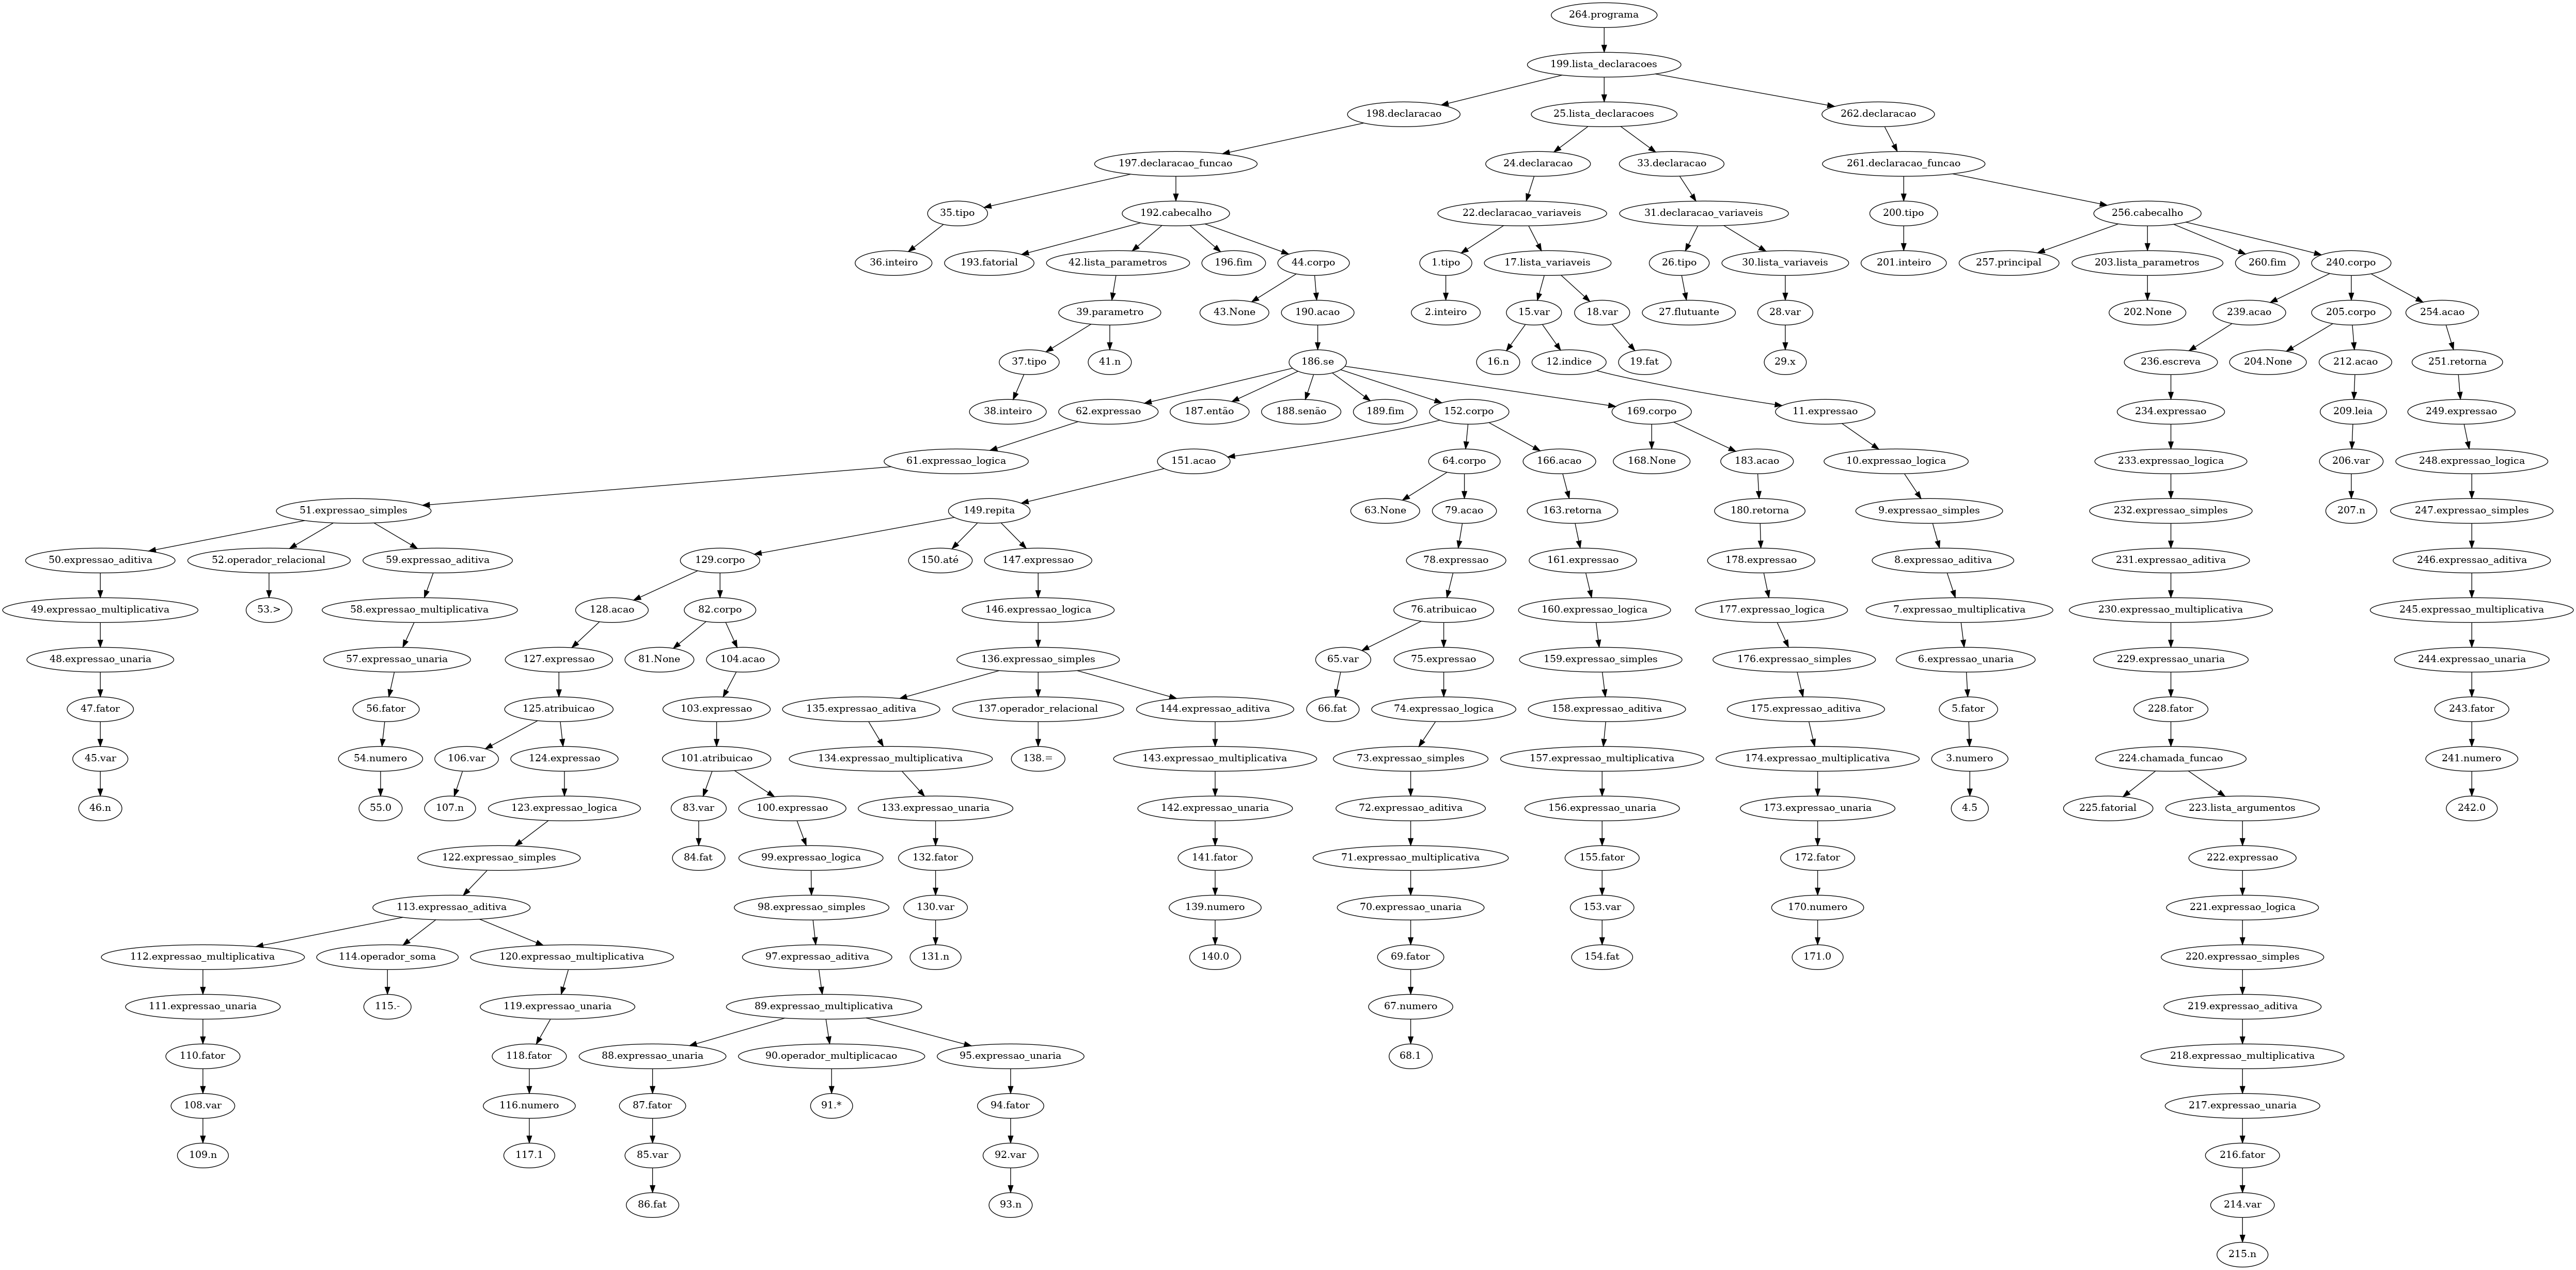 264.programa
199.lista_declaracoes
198.declaracao 25.lista_declaracoes 262.declaracao
197.declaracao_funcao 24.declaracao 33.declaracao 261.declaracao_funcao
35.tipo 192.cabecalho 22.declaracao_variaveis 31.declaracao_variaveis 200.tipo 256.cabecalho
36.inteiro 193.fatorial 42.lista_parametros 196.fim 44.corpo 1.tipo 17.lista_variaveis 26.tipo 30.lista_variaveis 201.inteiro 257.principal 203.lista_parametros 260.fim 240.corpo
39.parametro 43.None 190.acao 2.inteiro 15.var 18.var 27.flutuante 28.var 202.None 239.acao 205.corpo 254.acao
37.tipo 41.n 186.se 16.n 12.indice 19.fat 29.x 236.escreva 204.None 212.acao 251.retorna
38.inteiro 62.expressao 187.então 188.senão 189.fim 152.corpo 169.corpo 11.expressao 234.expressao 209.leia 249.expressao
61.expressao_logica 151.acao 64.corpo 166.acao 168.None 183.acao 10.expressao_logica 233.expressao_logica 206.var 248.expressao_logica
51.expressao_simples 149.repita 63.None 79.acao 163.retorna 180.retorna 9.expressao_simples 232.expressao_simples 207.n 247.expressao_simples
50.expressao_aditiva 52.operador_relacional 59.expressao_aditiva 129.corpo 150.até 147.expressao 78.expressao 161.expressao 178.expressao 8.expressao_aditiva 231.expressao_aditiva 246.expressao_aditiva
49.expressao_multiplicativa 53.> 58.expressao_multiplicativa 128.acao 82.corpo 146.expressao_logica 76.atribuicao 160.expressao_logica 177.expressao_logica 7.expressao_multiplicativa 230.expressao_multiplicativa 245.expressao_multiplicativa
48.expressao_unaria 57.expressao_unaria 127.expressao 81.None 104.acao 136.expressao_simples 65.var 75.expressao 159.expressao_simples 176.expressao_simples 6.expressao_unaria 229.expressao_unaria 244.expressao_unaria
47.fator 56.fator 125.atribuicao 103.expressao 135.expressao_aditiva 137.operador_relacional 144.expressao_aditiva 66.fat 74.expressao_logica 158.expressao_aditiva 175.expressao_aditiva 5.fator 228.fator 243.fator
45.var 54.numero 106.var 124.expressao 101.atribuicao 134.expressao_multiplicativa 138.= 143.expressao_multiplicativa 73.expressao_simples 157.expressao_multiplicativa 174.expressao_multiplicativa 3.numero 224.chamada_funcao 241.numero
46.n 55.0 107.n 123.expressao_logica 83.var 100.expressao 133.expressao_unaria 142.expressao_unaria 72.expressao_aditiva 156.expressao_unaria 173.expressao_unaria 4.5 225.fatorial 223.lista_argumentos 242.0
122.expressao_simples 84.fat 99.expressao_logica 132.fator 141.fator 71.expressao_multiplicativa 155.fator 172.fator 222.expressao
113.expressao_aditiva 98.expressao_simples 130.var 139.numero 70.expressao_unaria 153.var 170.numero 221.expressao_logica
112.expressao_multiplicativa 114.operador_soma 120.expressao_multiplicativa 97.expressao_aditiva 131.n 140.0 69.fator 154.fat 171.0 220.expressao_simples
111.expressao_unaria 115.- 119.expressao_unaria 89.expressao_multiplicativa 67.numero 219.expressao_aditiva
110.fator 118.fator 88.expressao_unaria 90.operador_multiplicacao 95.expressao_unaria 68.1 218.expressao_multiplicativa
108.var 116.numero 87.fator 91.* 94.fator 217.expressao_unaria
109.n 117.1 85.var 92.var 216.fator
86.fat 93.n 214.var
215.n